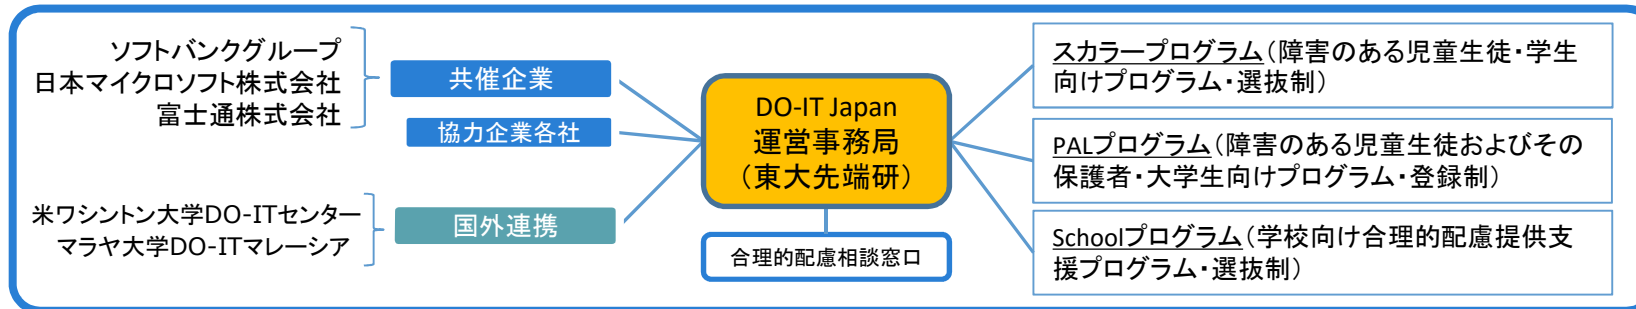 ソフトバンクグループ
日本マイクロソフト株式会社
富士通株式会社
共催企業
協力企業各社
米ワシントン大学DO-ITセンター
マラヤ大学DO-ITマレーシア
国外連携
DO-IT Japan
運営事務局
（東大先端研）
合理的配慮相談窓口
スカラープログラム（障害のある児童生徒・学生
向けプログラム・選抜制）
PALプログラム（障害のある児童生徒およびその
保護者・大学生向けプログラム・登録制）
Schoolプログラム（学校向け合理的配慮提供支
援プログラム・選抜制）